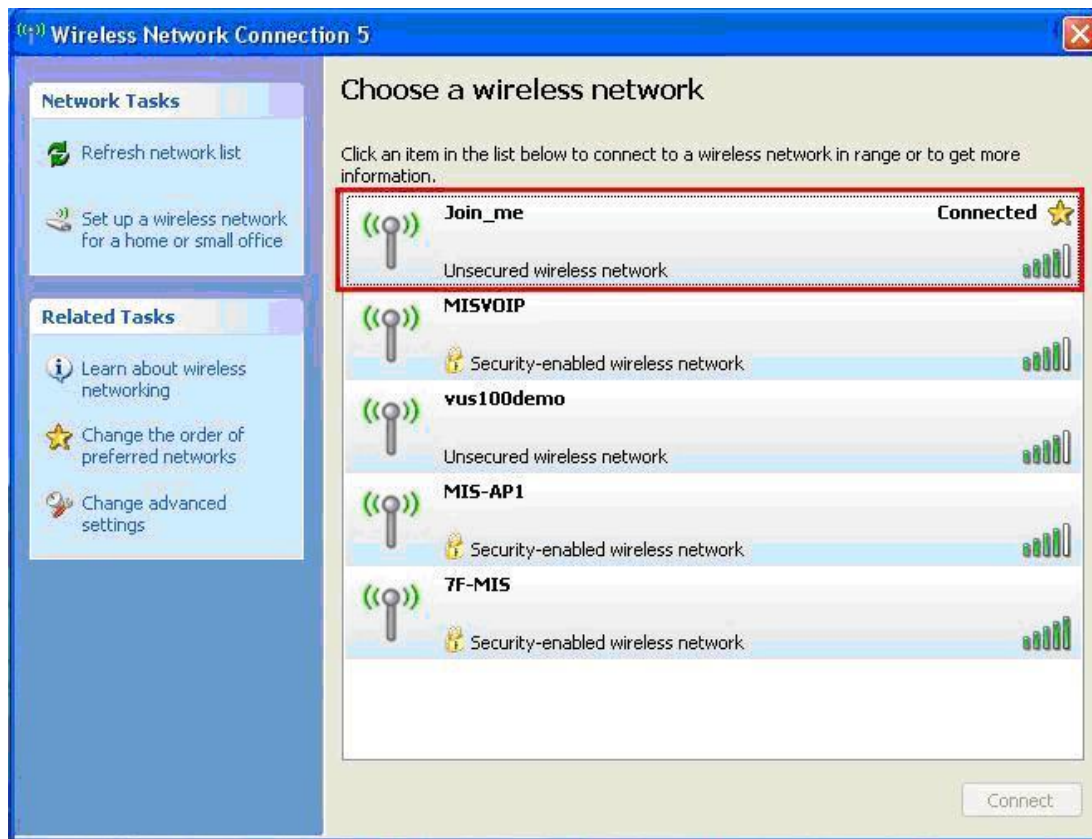 Wireless Network Connection 5
Network Tasks
Refresh network list
Set up a wireless network
for a home or small office
Related Tasks
Learn about wireless
networking
Change the order of
preferred networks
Change advanced
settings
Choose a wireless network
Click an item in the list below to connect to a wireless network in range or to get more
information.
Join_me Connected
Unsecured wireless network
MISVOIP
Security-enabled wireless network
vus100demo
Unsecured wireless network
MIS-AP1
Security-enabled wireless network
7F-MIS
Security-enabled wireless network
Connect